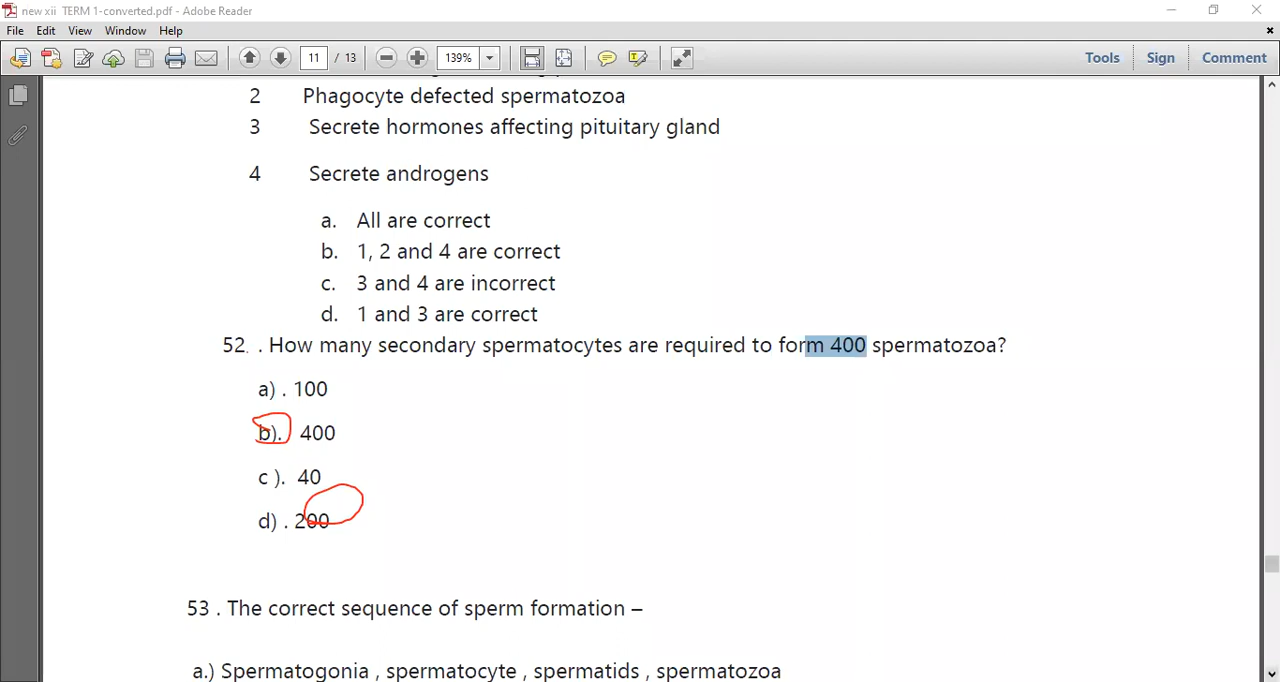 new xii TERM 1-converted.pdf - Adobe Reader
File Edit View Window Help
11 / 13 139% Tools Sign Comment
2 Phagocyte defected spermatozoa
3 Secrete hormones affecting pituitary gland
4 Secrete androgens
a. All are correct
b. 1, 2 and 4 are correct
c. 3 and 4 are incorrect
d. 1 and 3 are correct
52. . How many secondary spermatocytes are required to form 400 spermatozoa?
a) . 100
b). 400
c ). 40
d) . 200
53 . The correct sequence of sperm formation –
a.) Spermatogonia , spermatocyte , spermatids , spermatozoa